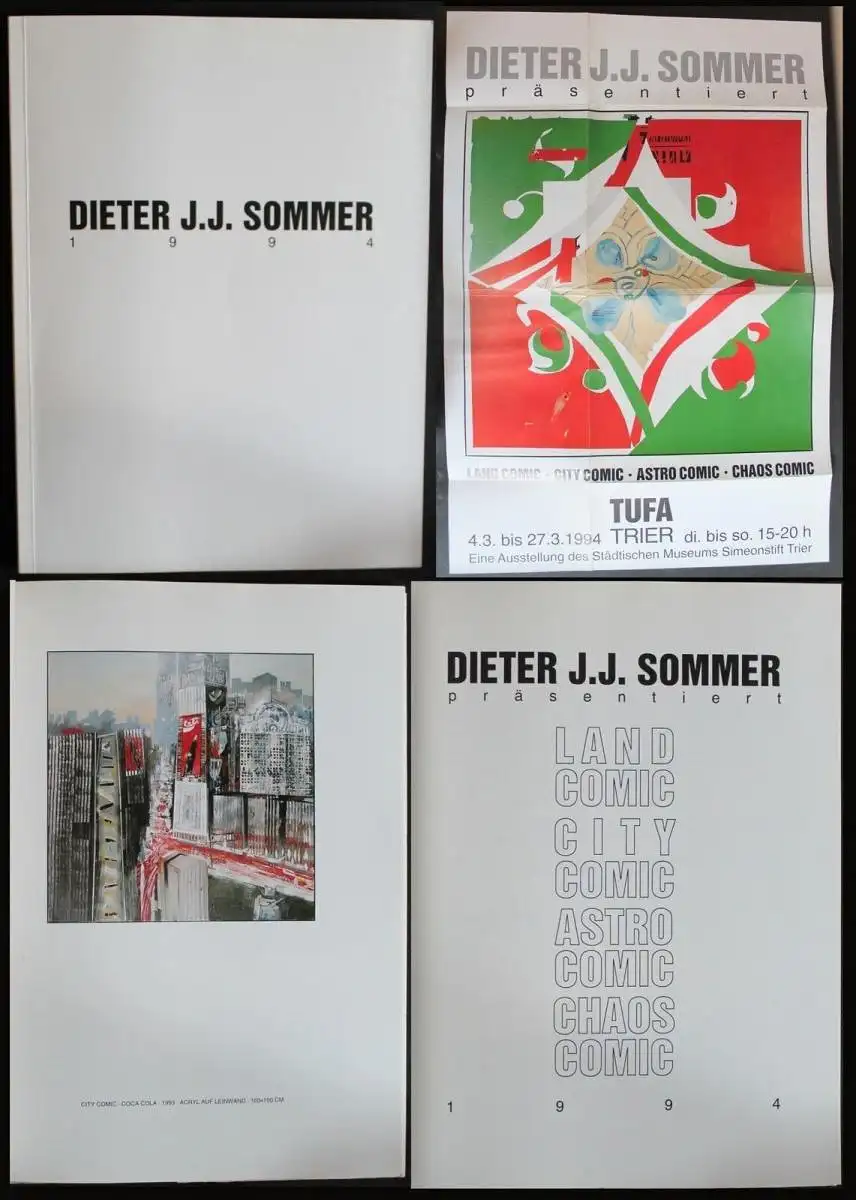 DIETER J.J. SOMMER
1 9 9 4
DIETER J.J. SOMMER
präsentiert
LAND COMIC · CITY COMIC · ASTRO COMIC · CHAOS COMIC
TUFA
4.3. bis 27.3.1994 TRIER di. bis so. 15-20 h
Eine Ausstellung des Städtischen Museums Simeonstift Trier
CITY COMIC · COCA COLA · 1993 · ACRYL AUF LEINWAND ·
DIETER J.J. SOMMER
präsentiert
LAND
COMIC
CITY
COMIC
ASTRO
COMIC
CHAOS
COMIC
1 9 9 4